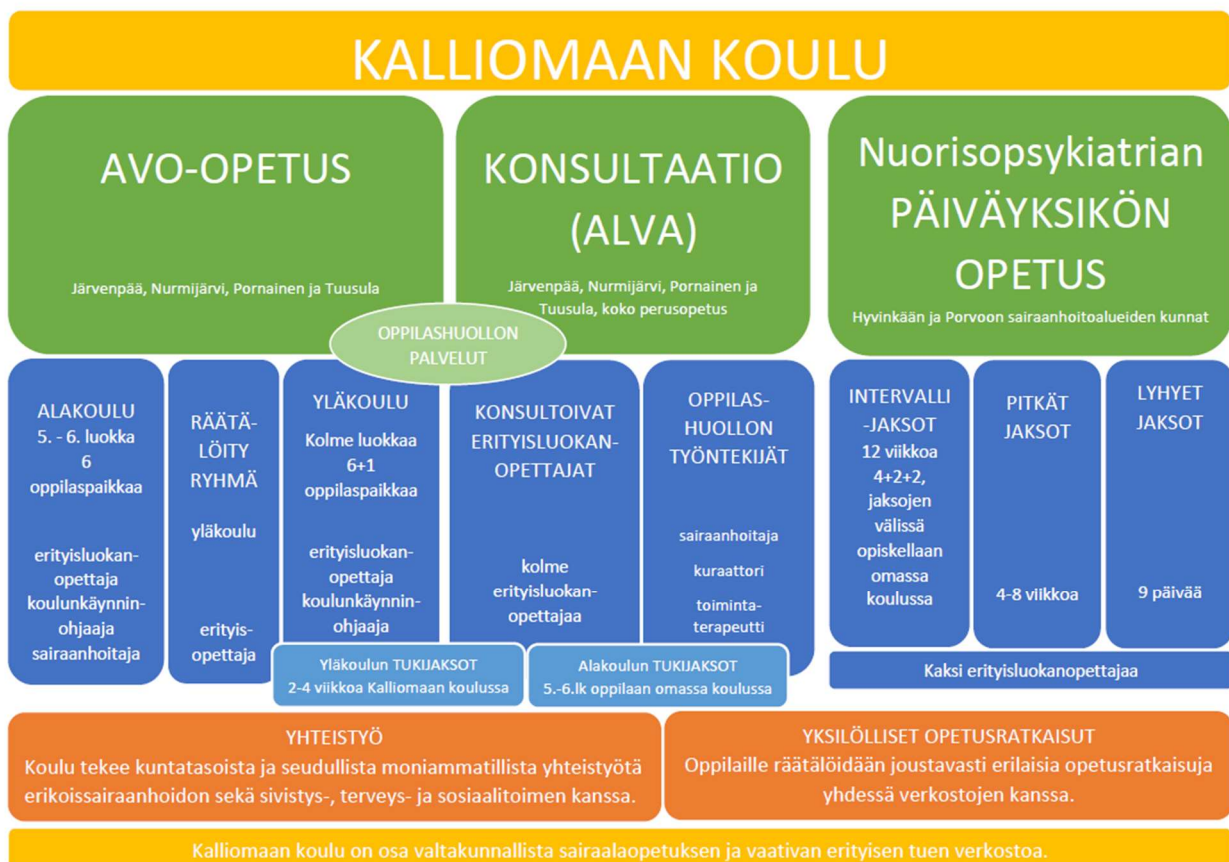 KALLIOMAAN KOULU
AVO-OPETUS
Järvenpää, Nurmijärvi, Pornainen ja Tuusula
KONSULTAATIO
(ALVA)
Järvenpää, Nurmijärvi, Pornainen ja
Tuusula, koko perusopetus
Nuorisopsykiatrian
PÄIVÄYKSIKÖN
OPETUS
Hyvinkään ja Porvoon sairaanhoitoalueiden kunnat
OPPILASHUOLLON
PALVELUT
ALAKOULU
5. - 6. luokka
6
oppilaspaikkaa
erityisluokan-
opettaja
koulunkäynnin-
ohjaaja
sairaanhoitaja
RÄÄTÄ-
LÖITY
RYHMÄ
yläkoulu
erityis-
opettaja
YLÄKOULU
Kolme luokkaa
6+1
oppilaspaikkaa
erityisluokan-
opettaja
koulunkäynnin-
ohjaaja
KONSULTOIVAT
ERITYISLUOKAN-
OPETTAJAT
kolme
erityisluokan-
opettajaa
OPPILAS-
HUOLLON
TYÖNTEKIJÄT
sairaanhoitaja
kuraattori
toiminta-
terapeutti
INTERVALLI
-JAKSOT
12 viikkoa
4+2+2,
jaksojen
välissä
opiskellaan
omassa
koulussa
PITKÄT
JAKSOT
4-8 viikkoa
LYHYET
JAKSOT
9 päivää
Yläkoulun TUKIJAKSOT
2-4 viikkoa Kalliomaan koulussa
Alakoulun TUKIJAKSOT
5.-6.lk oppilaan omassa koulussa
Kaksi erityisluokanopettajaa
YHTEISTYÖ
Koulu tekee kuntatasoista ja seudullista moniammatillista yhteistyötä
erikoissairaanhoidon sekä sivistys-, terveys- ja sosiaalitoimen kanssa.
YKSILÖLLISET OPETUSRATKAISUT
Oppilaille räätälöidään joustavasti erilaisia opetusratkaisuja
yhdessä verkostojen kanssa.
Kalliomaan koulu on osa valtakunnallista sairaalaopetuksen ja vaativan erityisen tuen verkostoa.